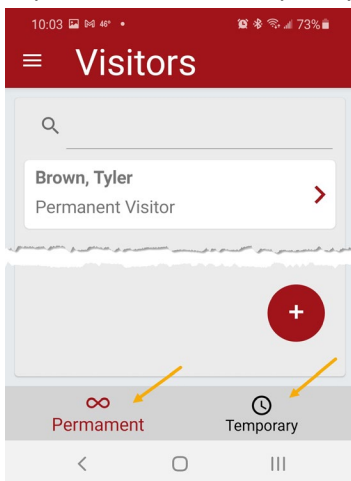 10:03 46° 73%
Visitors
Brown, Tyler
Permanent Visitor
+
Permament
Temporary